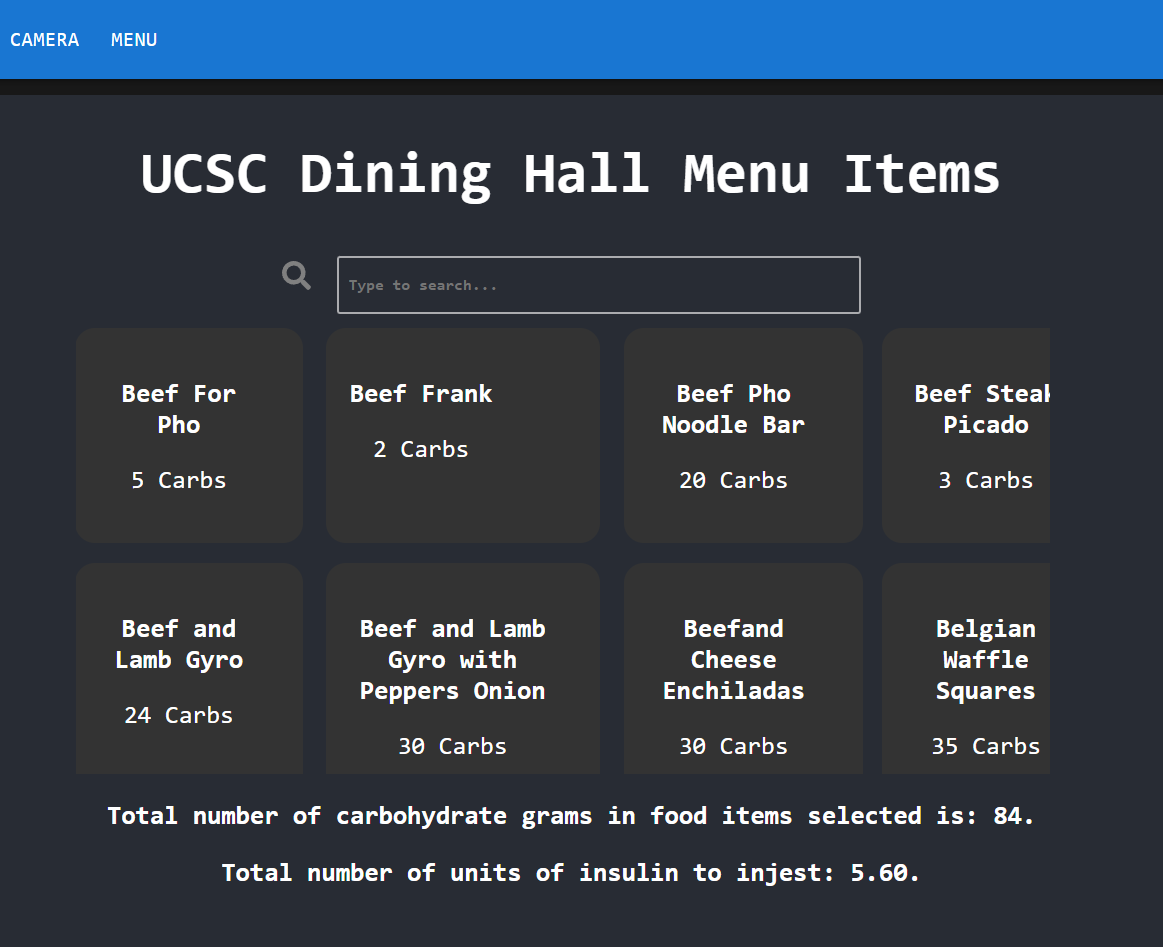 CAMERA MENU
UCSC Dining Hall Menu Items
Type to search...
Beef For
Pho
5 Carbs
Beef Frank
2 Carbs
Beef Pho
Noodle Bar
20 Carbs
Beef Steak
Picado
3 Carbs
Beef and
Lamb Gyro
24 Carbs
Beef and Lamb
Gyro with
Peppers Onion
30 Carbs
Beefand
Cheese
Enchiladas
30 Carbs
Belgian
Waffle
Squares
35 Carbs
Total number of carbohydrate grams in food items selected is: 84.
Total number of units of insulin to injest: 5.60.